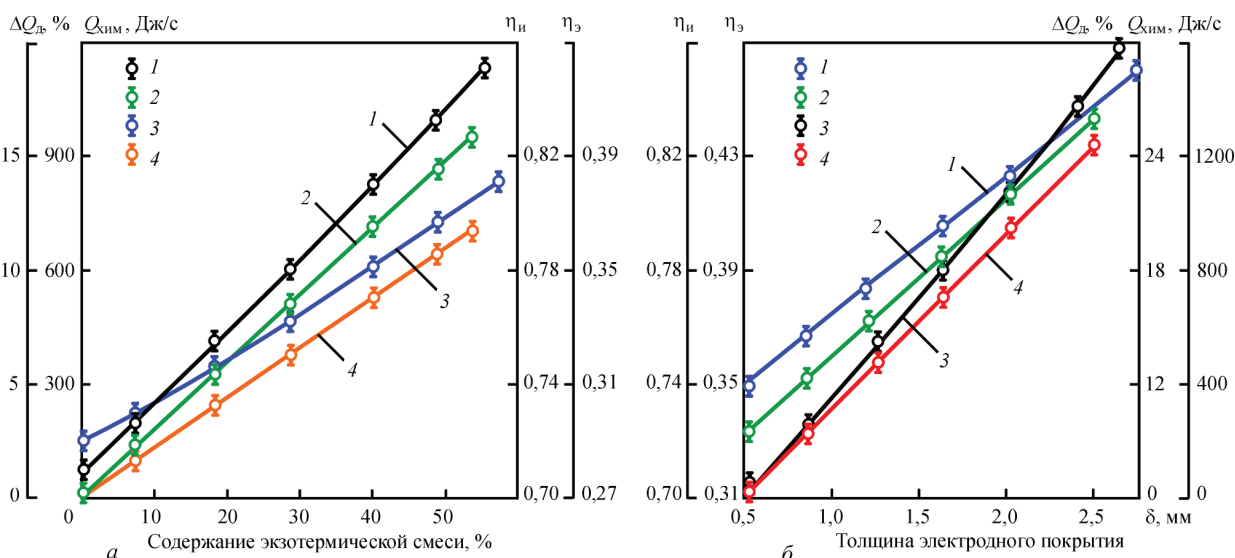 ΔQд, % Qхим, Дж/с ηи ηэ
15 900 0,82 0,39
10 600 0,78 0,35
5 300 0,74 0,31
0 0,70 0,27
1
2
3
4
1
2
3
4
0 10 20 30 40 50
а Содержание экзотермической смеси, %
ηи ηэ ΔQд, % Qхим, Дж/с
0,82 0,43 24 1200
0,78 0,39 18 800
0,74 0,35 12 400
0,70 0,31 0 0
1
2
3
4
1
2
3
4
0,5 1,0 1,5 2,0 2,5 δ, мм
б Толщина электродного покрытия